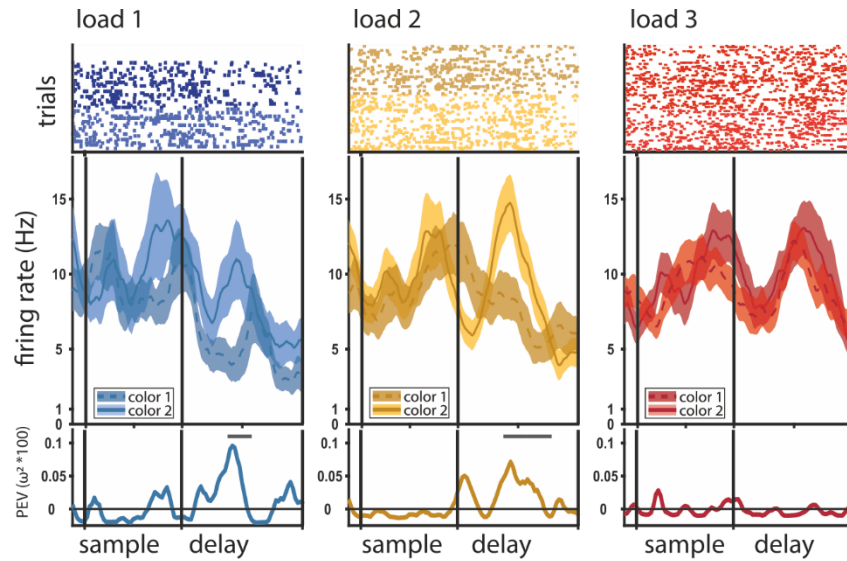 load 1 load 2 load 3
trials
firing rate (Hz)
15
10
5
1
0
color 1
color 2
15
10
5
1
0
color 1
color 2
15
10
5
1
0
color 1
color 2
PEV (ω² *100)
0.1
0.05
0
0.1
0.05
0
0.1
0.05
0
sample delay sample delay sample delay